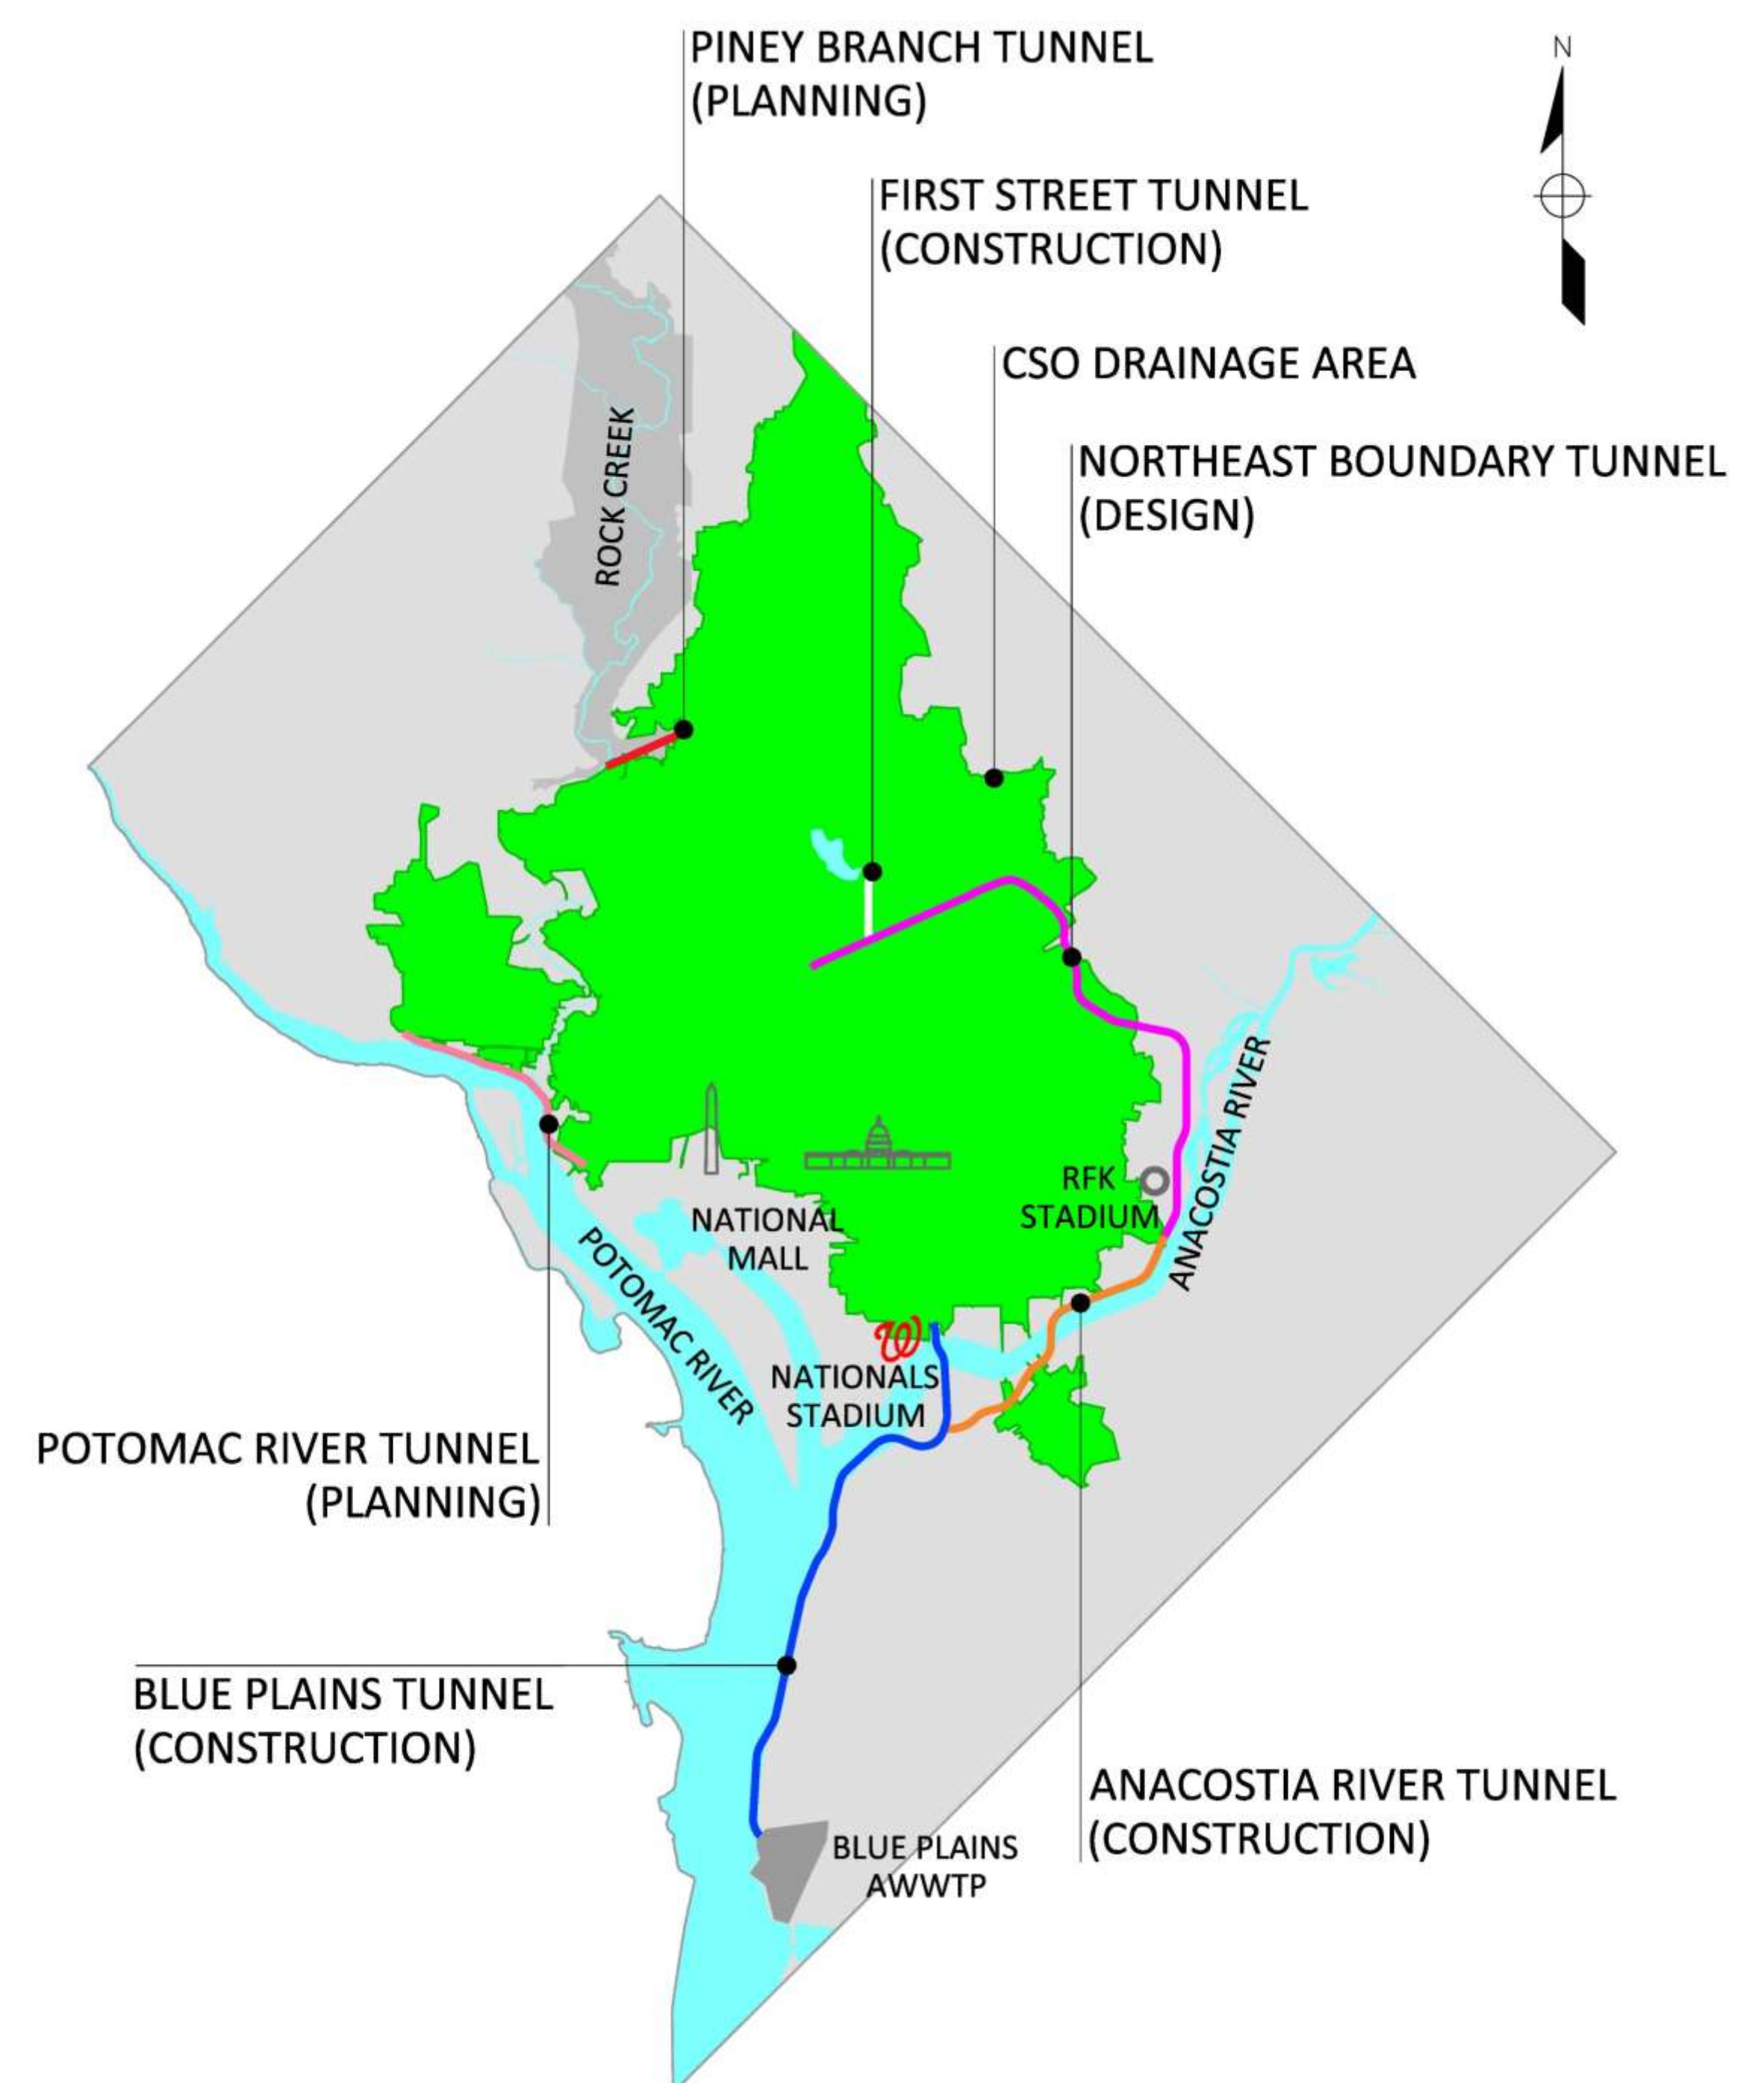 PINEY BRANCH TUNNEL
(PLANNING)
N
FIRST STREET TUNNEL
(CONSTRUCTION)
CSO DRAINAGE AREA
NORTHEAST BOUNDARY TUNNEL
(DESIGN)
ROCK CREEK
ANACOSTIA RIVER
RFK
STADIUM
NATIONAL
MALL
POTOMAC RIVER
W
NATIONALS
STADIUM
POTOMAC RIVER TUNNEL
(PLANNING)
BLUE PLAINS TUNNEL
(CONSTRUCTION)
ANACOSTIA RIVER TUNNEL
(CONSTRUCTION)
BLUE PLAINS
AWWTP